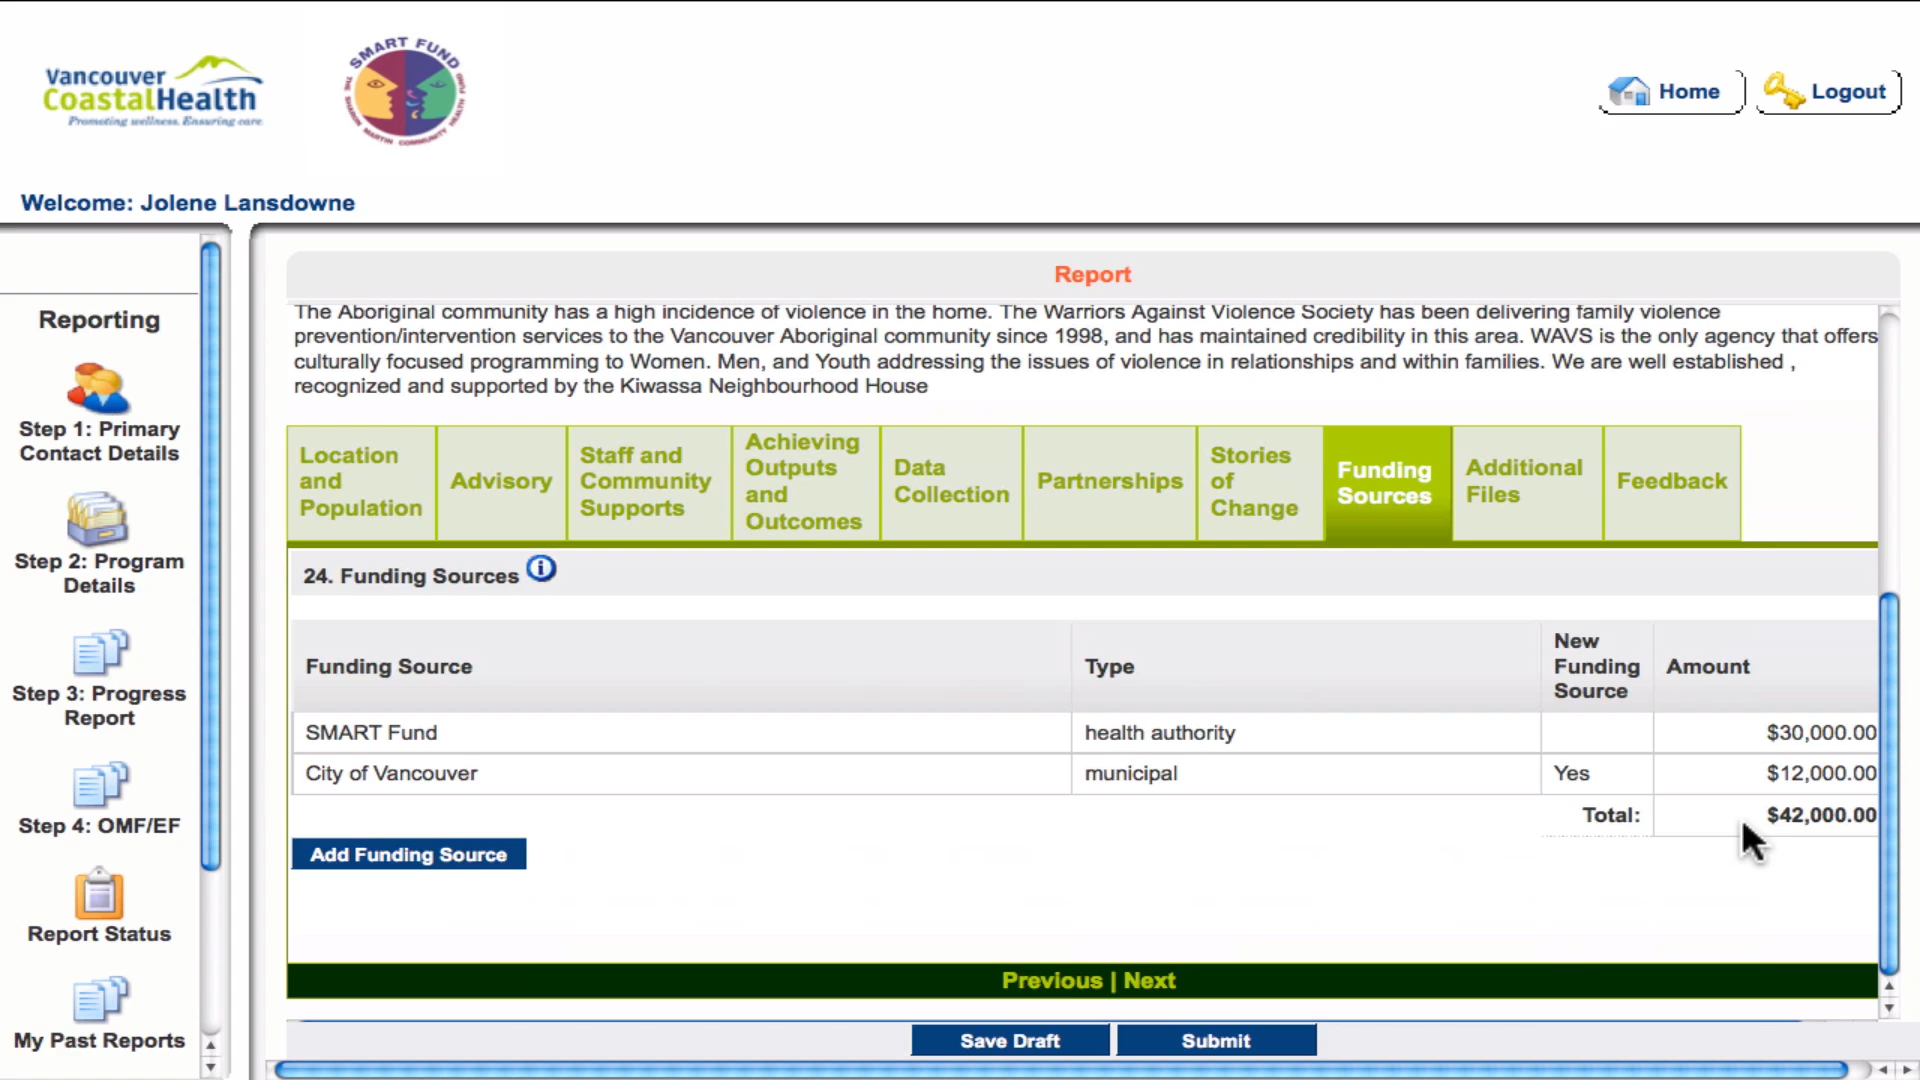 Vancouver
CoastalHealth
Promoting wellness. Ensuring care.
SMART FUND
THE SHARON MARTIN COMMUNITY HEALTH FUND
Home
Logout
Welcome: Jolene Lansdowne
Reporting
Step 1: Primary
Contact Details
Step 2: Program
Details
Step 3: Progress
Report
Step 4: OMF/EF
Report Status
My Past Reports
Report
The Aboriginal community has a high incidence of violence in the home. The Warriors Against Violence Society has been delivering family violence
prevention/intervention services to the Vancouver Aboriginal community since 1998, and has maintained credibility in this area. WAVS is the only agency that offers
culturally focused programming to Women. Men, and Youth addressing the issues of violence in relationships and within families. We are well established ,
recognized and supported by the Kiwassa Neighbourhood House
Location
and
Population
Advisory
Staff and
Community
Supports
Achieving
Outputs
and
Outcomes
Data
Collection
Partnerships
Stories
of
Change
Funding
Sources
Additional
Files
Feedback
24. Funding Sources
Funding Source Type New Funding Source Amount
SMART Fund health authority $30,000.00
City of Vancouver municipal Yes $12,000.00
Total: $42,000.00
Add Funding Source
Previous | Next
Save Draft Submit